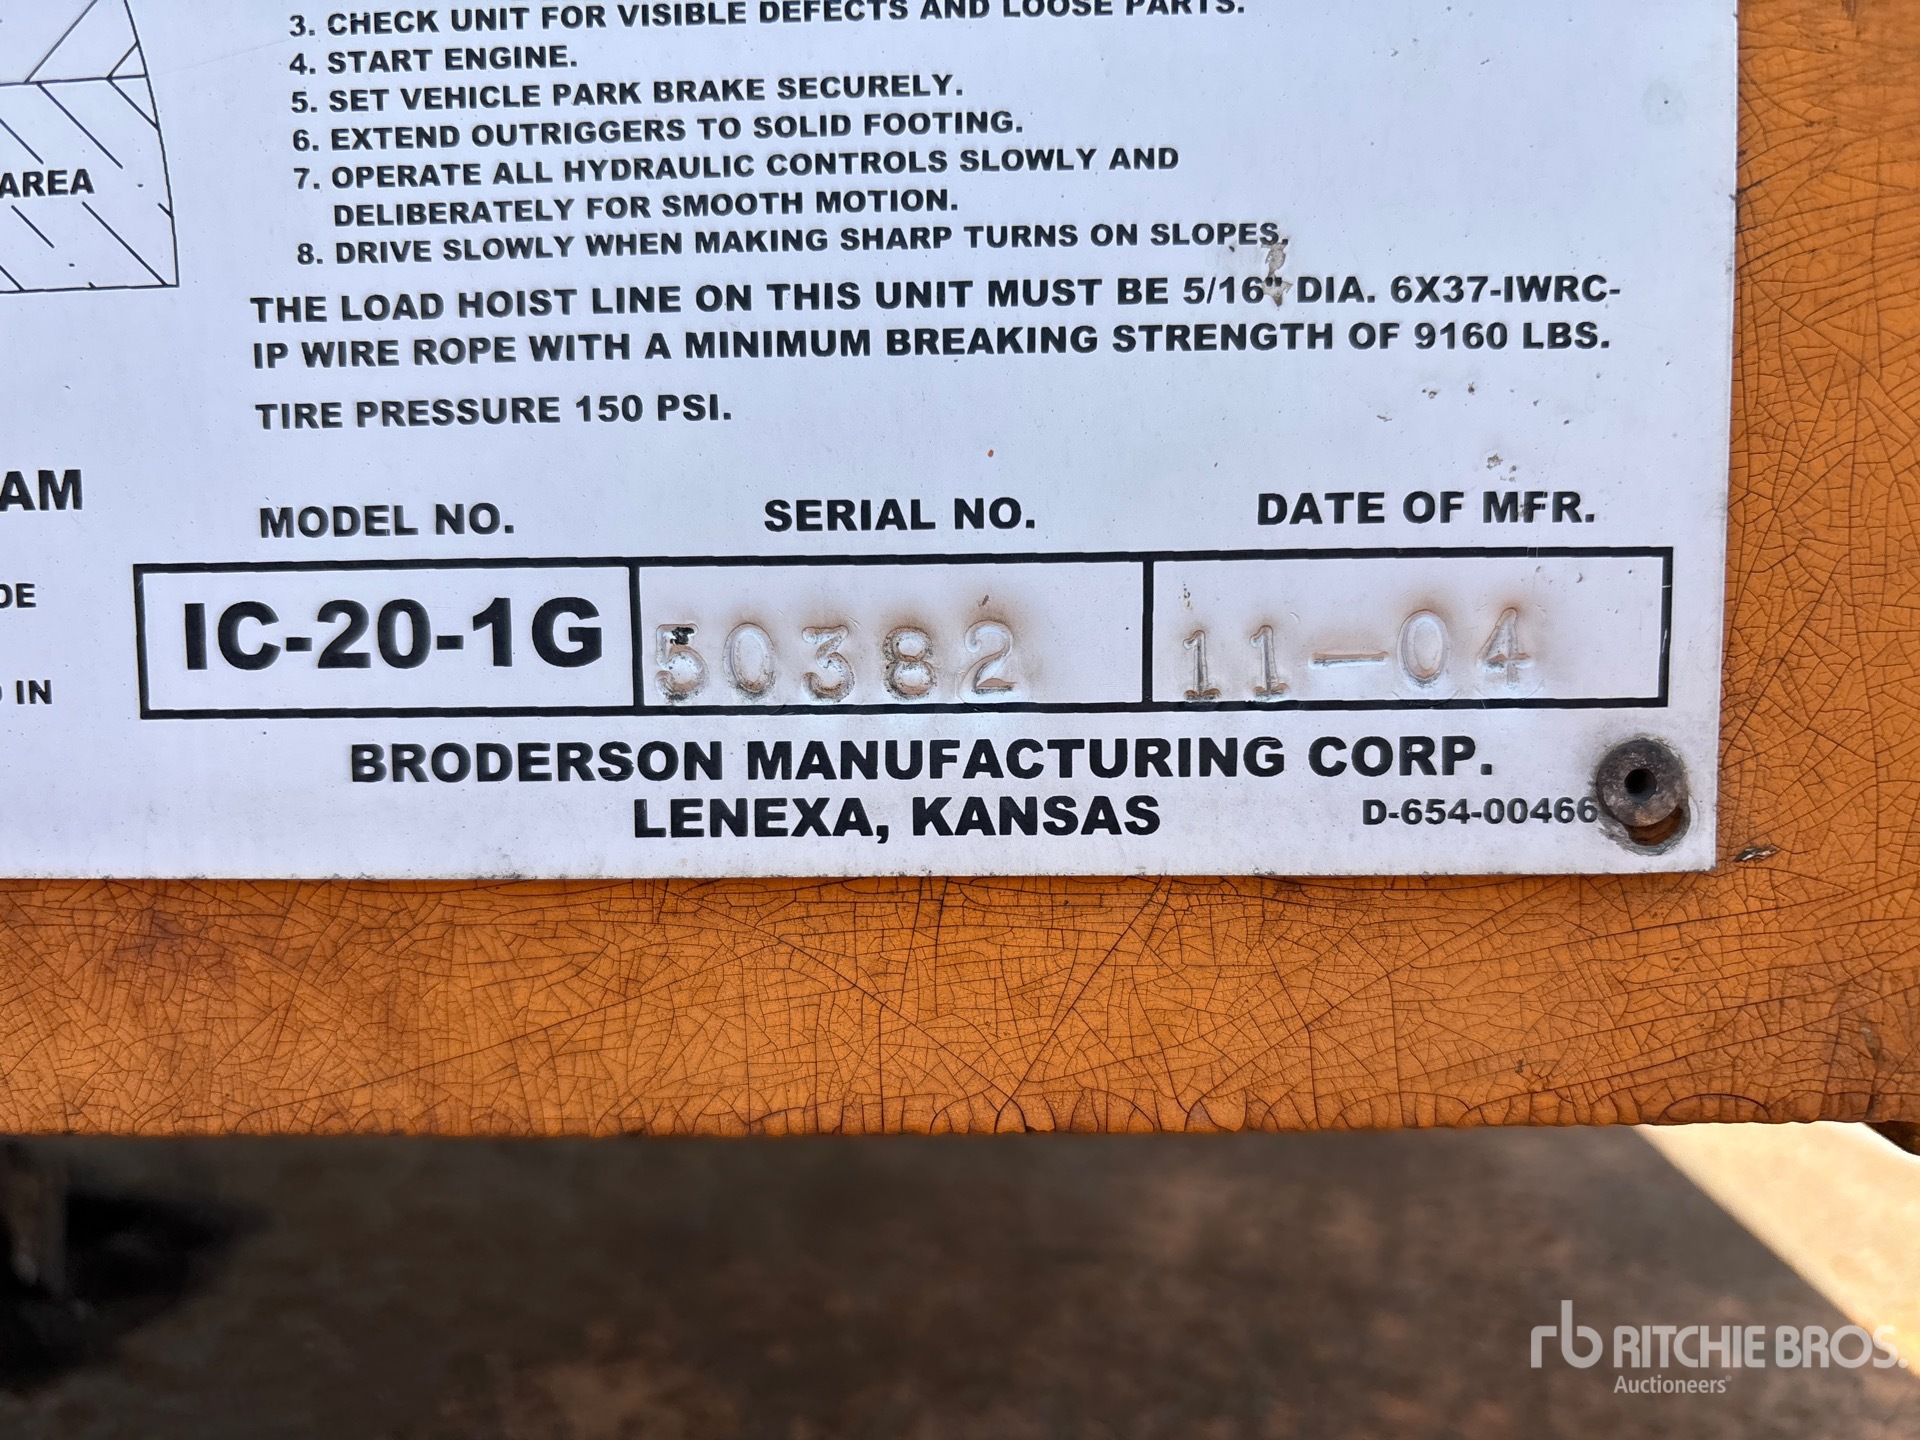 3. CHECK UNIT FOR VISIBLE DEFECTS AND LOOSE PARTS.
4. START ENGINE.
5. SET VEHICLE PARK BRAKE SECURELY.
6. EXTEND OUTRIGGERS TO SOLID FOOTING.
7. OPERATE ALL HYDRAULIC CONTROLS SLOWLY AND
DELIBERATELY FOR SMOOTH MOTION.
8. DRIVE SLOWLY WHEN MAKING SHARP TURNS ON SLOPES.
AREA
THE LOAD HOIST LINE ON THIS UNIT MUST BE 5/16" DIA. 6X37-IWRC-
IP WIRE ROPE WITH A MINIMUM BREAKING STRENGTH OF 9160 LBS.
TIRE PRESSURE 150 PSI.
AM
DE
IN
MODEL NO. SERIAL NO. DATE OF MFR.
IC-20-1G 50382 11-04
BRODERSON MANUFACTURING CORP.
LENEXA, KANSAS D-654-00466
rb RITCHIE BROS.
Auctioneers